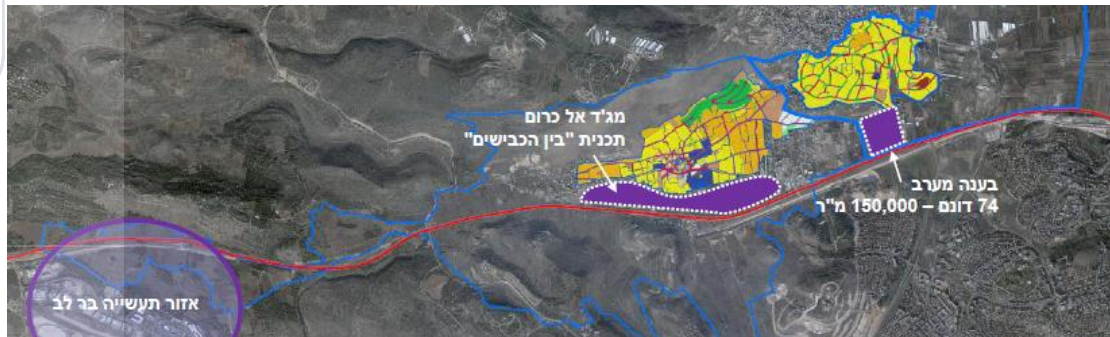 מג'ד אל כרום
תכנית "בין הכבישים"
בענה מערב
74 דונם – 150,000 מ"ר
אזור תעשייה בר לב